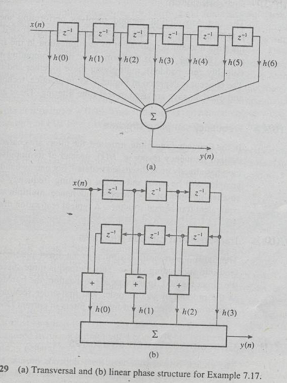 x(n)
z⁻¹ z⁻¹ z⁻¹ z⁻¹ z⁻¹ z⁻¹
h(0) h(1) h(2) h(3) h(4) h(5) h(6)
Σ
y(n)
(a)
x(n)
z⁻¹ z⁻¹ z⁻¹
z⁻¹ z⁻¹ z⁻¹
+ + +
h(0) h(1) h(2) h(3)
Σ
y(n)
(b)
29 (a) Transversal and (b) linear phase structure for Example 7.17.